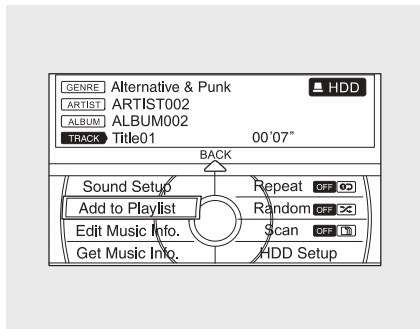 GENRE Alternative & Punk HDD
ARTIST ARTIST002
ALBUM ALBUM002
TRACK Title01 00'07"
BACK
Sound Setup Repeat OFF
Add to Playlist Random OFF
Edit Music Info. Scan OFF
Get Music Info. HDD Setup